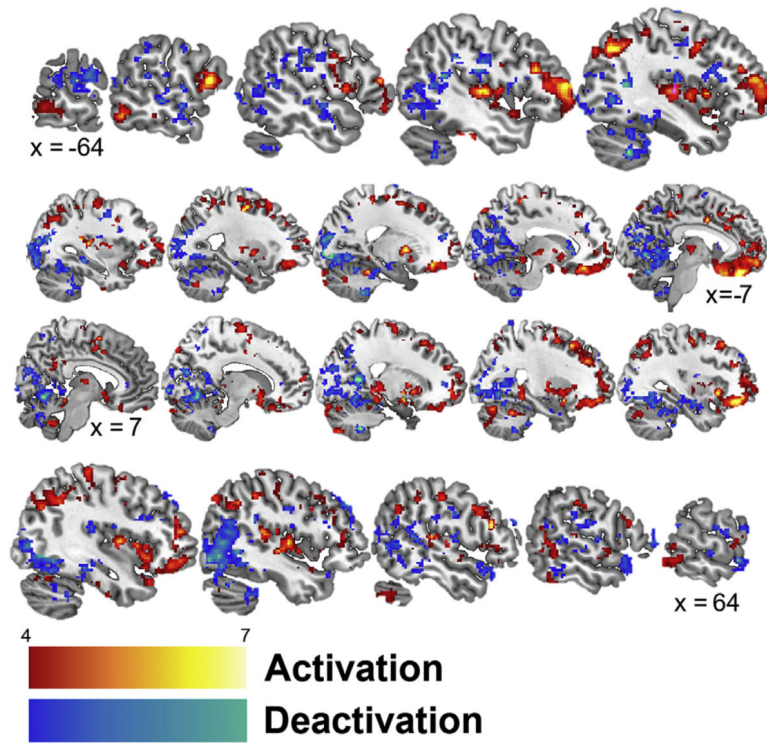 x = -64
x=-7
x = 7
x = 64
4 7
Activation
Deactivation